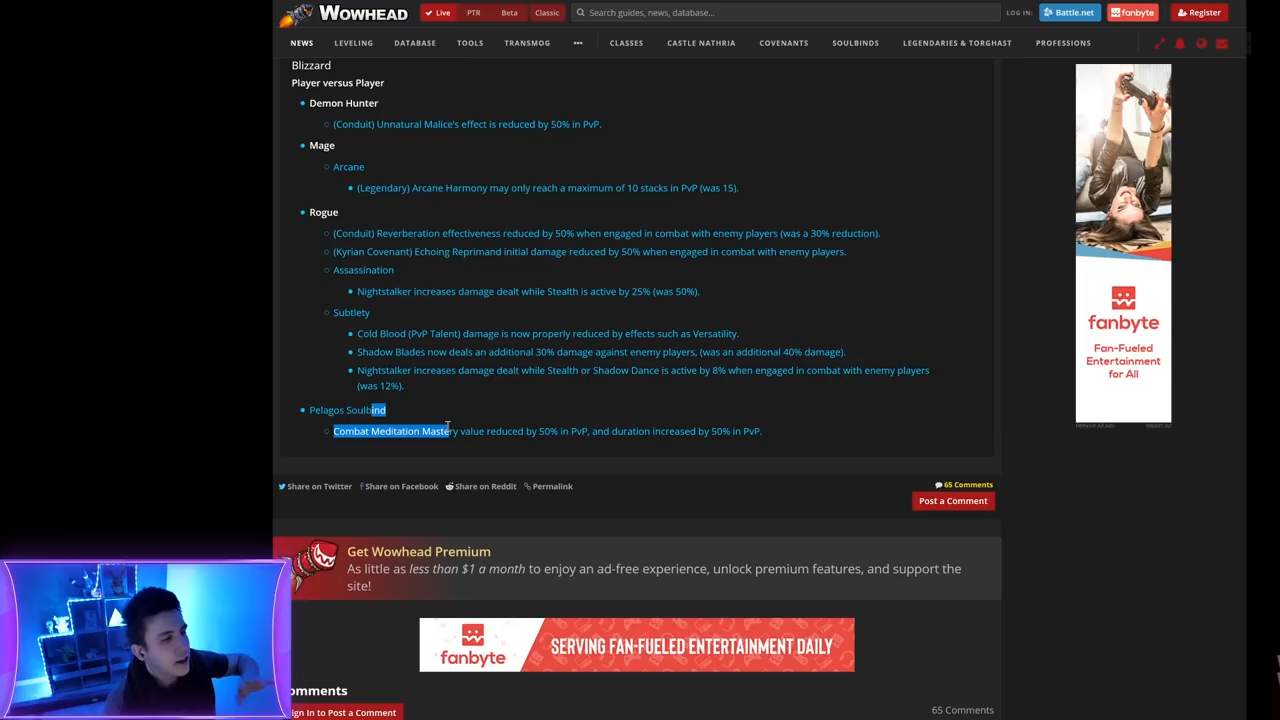 WOWHEAD
Live
PTR
Beta
Classic
Search guides, news, database...
LOG IN:
Battle.net
fanbyte
Register
NEWS
LEVELING
DATABASE
TOOLS
TRANSMOG
•••
CLASSES
CASTLE NATHRIA
COVENANTS
SOULBINDS
LEGENDARIES & TORGHAST
PROFESSIONS
Blizzard
Player versus Player
Demon Hunter
(Conduit) Unnatural Malice's effect is reduced by 50% in PvP.
Mage
Arcane
(Legendary) Arcane Harmony may only reach a maximum of 10 stacks in PvP (was 15).
Rogue
(Conduit) Reverberation effectiveness reduced by 50% when engaged in combat with enemy players (was a 30% reduction).
(Kyrian Covenant) Echoing Reprimand initial damage reduced by 50% when engaged in combat with enemy players.
Assassination
Nightstalker increases damage dealt while Stealth is active by 25% (was 50%).
Subtlety
Cold Blood (PvP Talent) damage is now properly reduced by effects such as Versatility.
Shadow Blades now deals an additional 30% damage against enemy players, (was an additional 40% damage).
Nightstalker increases damage dealt while Stealth or Shadow Dance is active by 8% when engaged in combat with enemy players
(was 12%).
Pelagos Soulbind
Combat Meditation Mastery value reduced by 50% in PvP, and duration increased by 50% in PvP.
Share on Twitter
Share on Facebook
Share on Reddit
Permalink
65 Comments
Post a Comment
Get Wowhead Premium
As little as less than $1 a month to enjoy an ad-free experience, unlock premium features, and support the
site!
fanbyte
SERVING FAN-FUELED ENTERTAINMENT DAILY
omments
ign In to Post a Comment
65 Comments
fanbyte
Fan-Fueled
Entertainment
for All